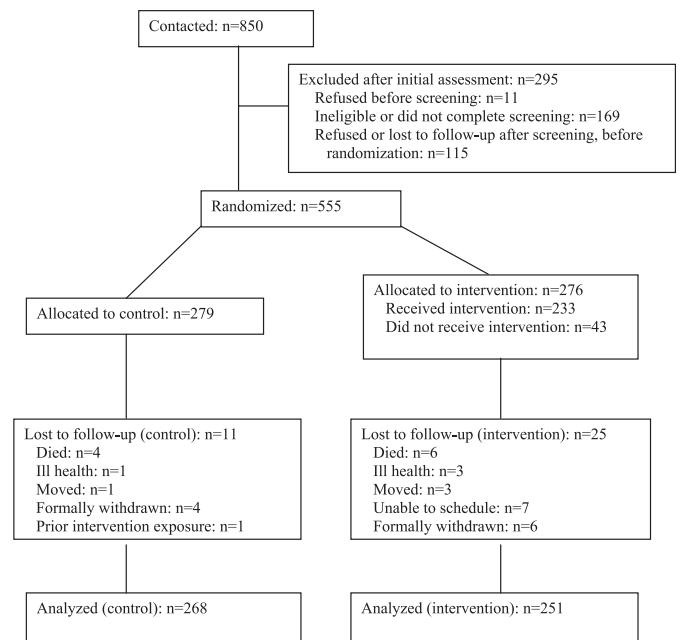 Contacted: n=850
Excluded after initial assessment: n=295
Refused before screening: n=11
Ineligible or did not complete screening: n=169
Refused or lost to follow-up after screening, before
randomization: n=115
Randomized: n=555
Allocated to control: n=279
Allocated to intervention: n=276
Received intervention: n=233
Did not receive intervention: n=43
Lost to follow-up (control): n=11
Died: n=4
Ill health: n=1
Moved: n=1
Formally withdrawn: n=4
Prior intervention exposure: n=1
Lost to follow-up (intervention): n=25
Died: n=6
Ill health: n=3
Moved: n=3
Unable to schedule: n=7
Formally withdrawn: n=6
Analyzed (control): n=268
Analyzed (intervention): n=251